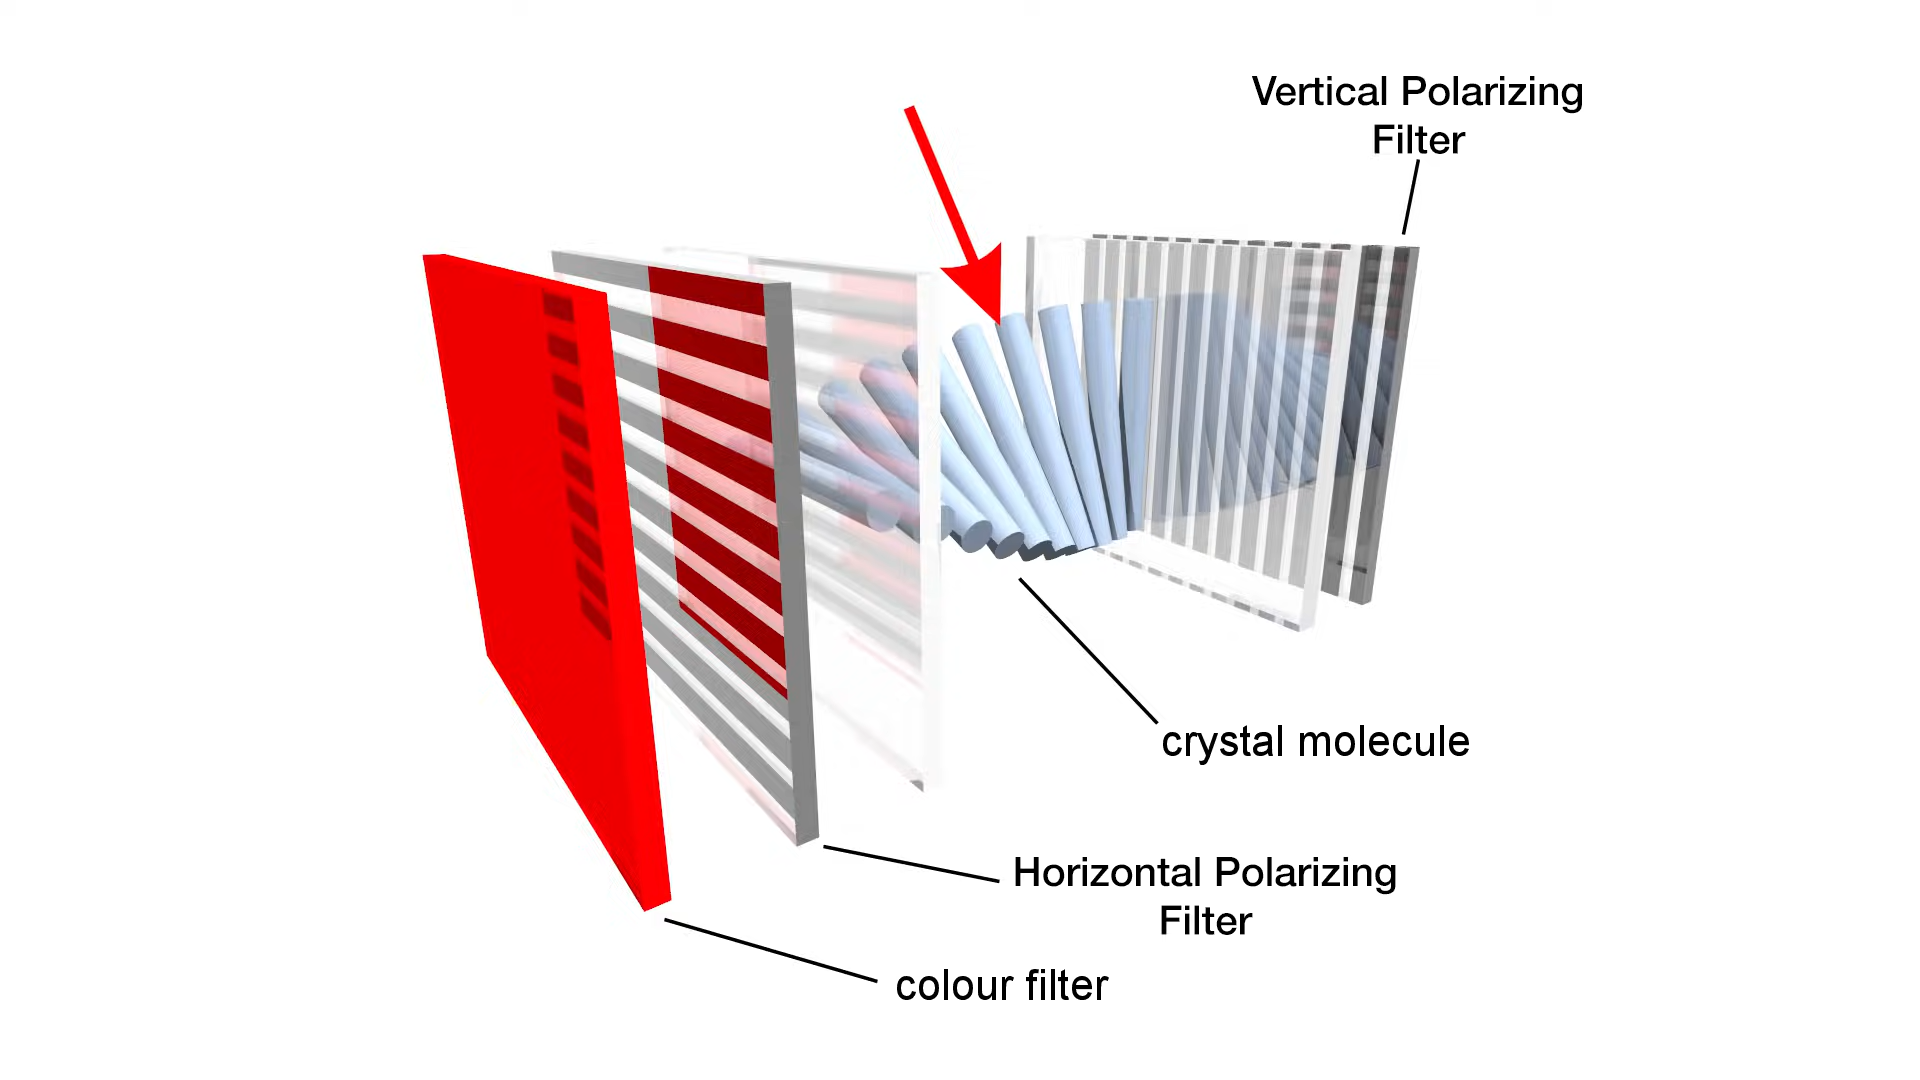 Vertical Polarizing
Filter
crystal molecule
Horizontal Polarizing
Filter
colour filter